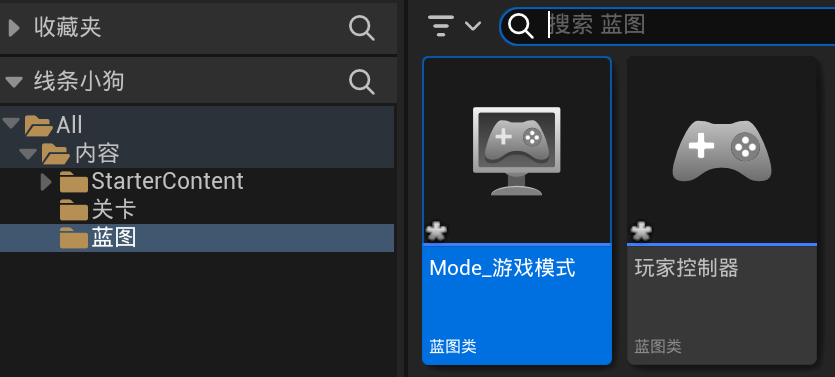 收藏夹
线条小狗
All
内容
StarterContent
关卡
蓝图
搜索 蓝图
Mode_游戏模式
蓝图类
玩家控制器
蓝图类